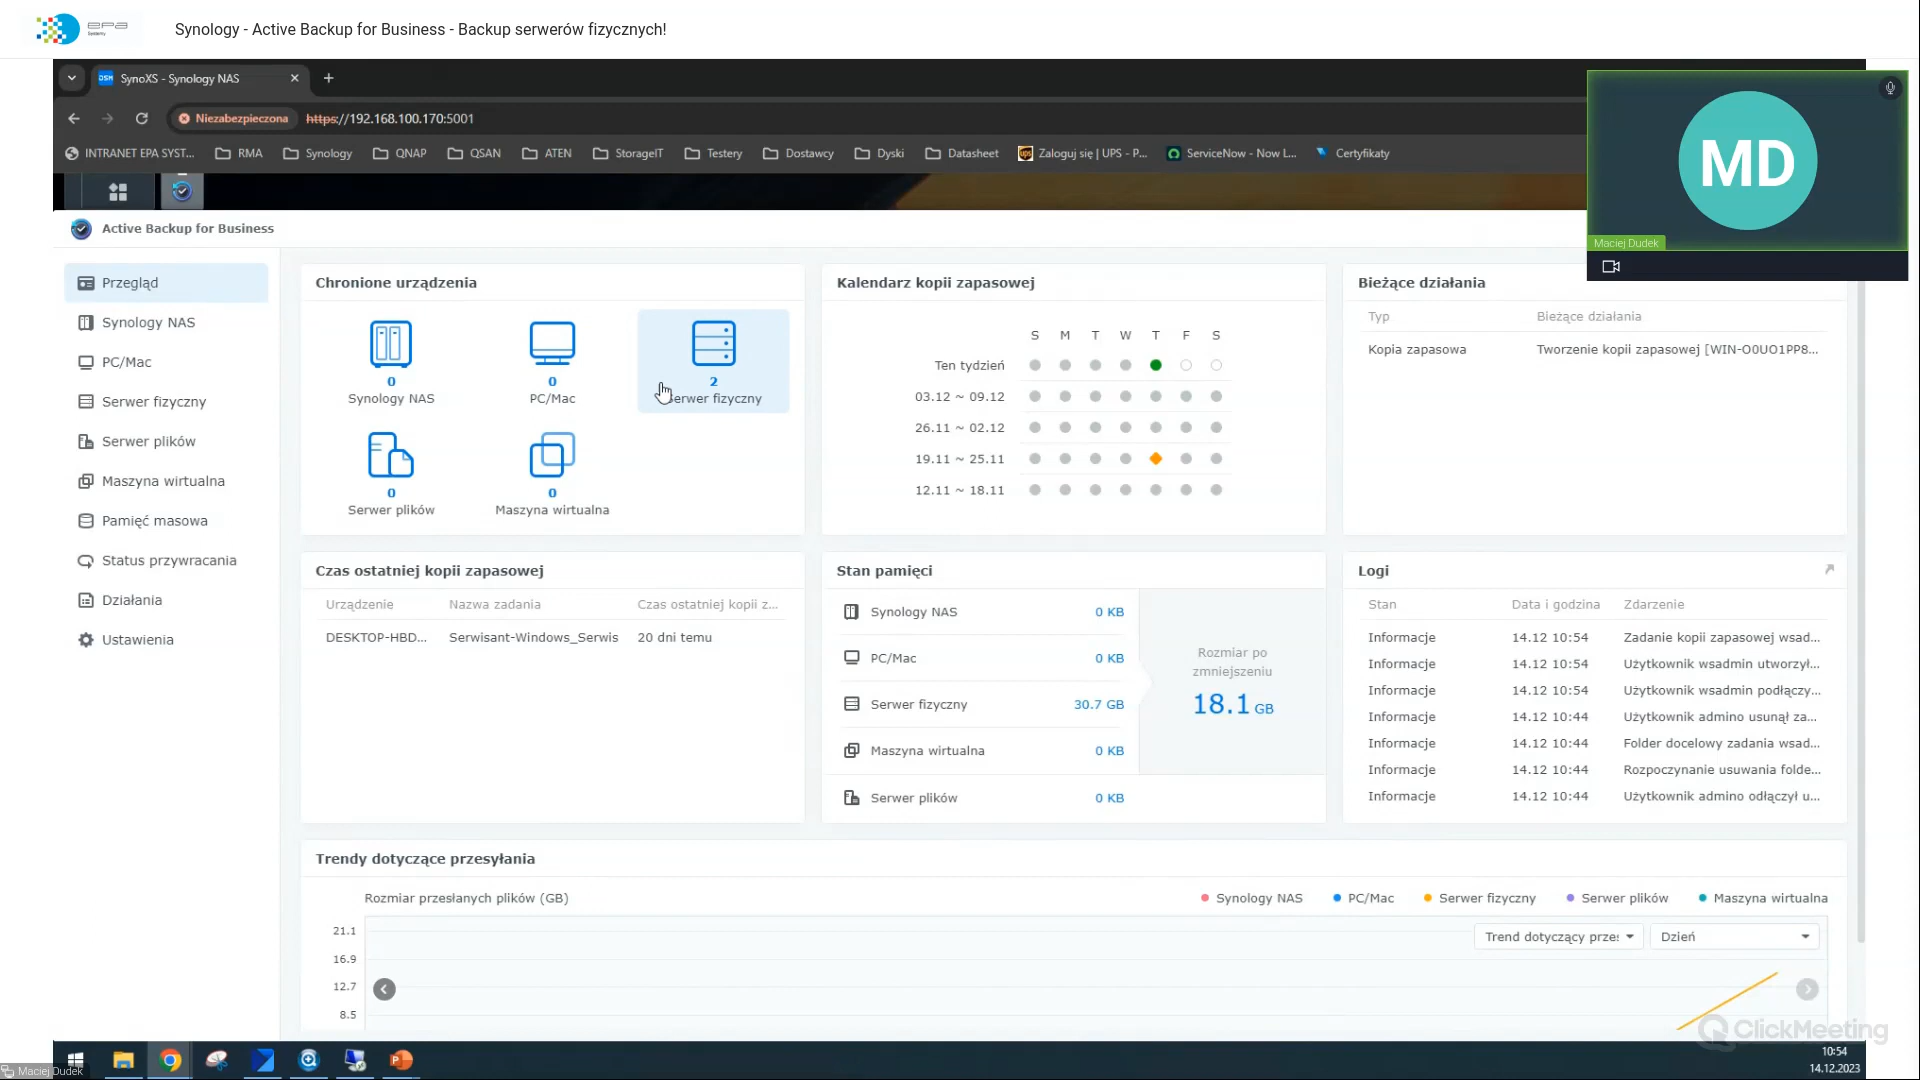 epa
Systemy
Synology - Active Backup for Business - Backup serwerów fizycznych!
SynoXS - Synology NAS
Niezabezpieczona
https://192.168.100.170:5001
INTRANET EPA SYST...
RMA
Synology
QNAP
QSAN
ATEN
StorageIT
Testery
Dostawcy
Dyski
Datasheet
Zaloguj się | UPS - P...
ServiceNow - Now L...
Certyfikaty
MD
Maciej Dudek
Active Backup for Business
Przegląd
Synology NAS
PC/Mac
Serwer fizyczny
Serwer plików
Maszyna wirtualna
Pamięć masowa
Status przywracania
Działania
Ustawienia
Chronione urządzenia
0
Synology NAS
0
PC/Mac
2
Serwer fizyczny
0
Serwer plików
0
Maszyna wirtualna
Kalendarz kopii zapasowej
S M T W T F S
Ten tydzień
03.12 ~ 09.12
26.11 ~ 02.12
19.11 ~ 25.11
12.11 ~ 18.11
Bieżące działania
Typ Bieżące działania
Kopia zapasowa Tworzenie kopii zapasowej [WIN-O0UO1PP8...
Czas ostatniej kopii zapasowej
Urządzenie Nazwa zadania Czas ostatniej kopii z...
DESKTOP-HBD... Serwisant-Windows_Serwis 20 dni temu
Stan pamięci
Synology NAS 0 KB
PC/Mac 0 KB
Serwer fizyczny 30.7 GB
Maszyna wirtualna 0 KB
Serwer plików 0 KB
Rozmiar po
zmniejszeniu
18.1 GB
Logi
Stan Data i godzina Zdarzenie
Informacje 14.12 10:54 Zadanie kopii zapasowej wsad...
Informacje 14.12 10:54 Użytkownik wsadmin utworzył...
Informacje 14.12 10:54 Użytkownik wsadmin podłączy...
Informacje 14.12 10:44 Użytkownik admino usunął za...
Informacje 14.12 10:44 Folder docelowy zadania wsad...
Informacje 14.12 10:44 Rozpoczynanie usuwania folde...
Informacje 14.12 10:44 Użytkownik admino odłączył u...
Trendy dotyczące przesyłania
Rozmiar przesłanych plików (GB)
Synology NAS PC/Mac Serwer fizyczny Serwer plików Maszyna wirtualna
Trend dotyczący prze: Dzień
21.1
16.9
12.7
8.5
ClickMeeting
10:54
14.12.2023
Maciej Dudek